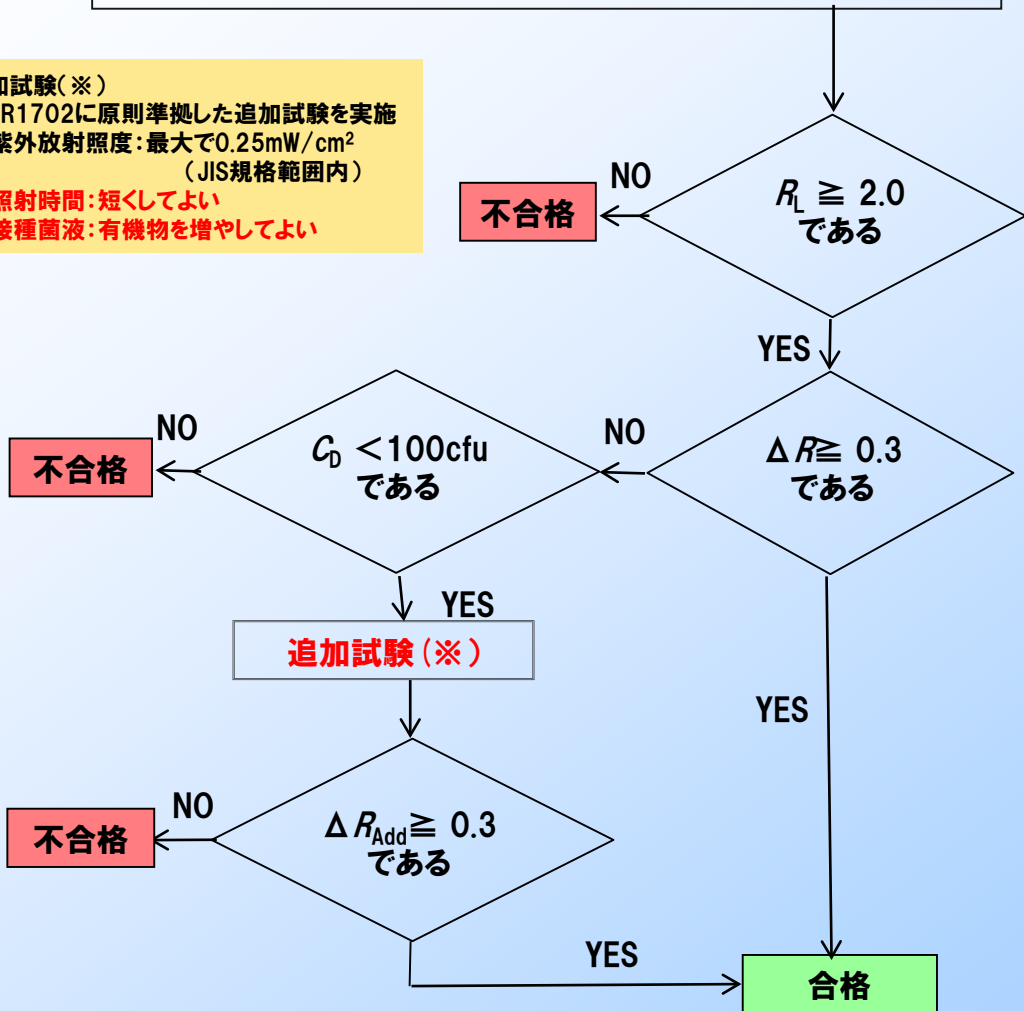 加試験(※)
R1702に原則準拠した追加試験を実施
紫外放射照度：最大で0.25mW/cm²
（JIS規格範囲内）
照射時間：短くしてよい
接種菌液：有機物を増やしてよい
NO
不合格
R_L ≧ 2.0
である
YES
NO
不合格
C_D <100cfu
である
NO
ΔR≧ 0.3
である
YES
追加試験(※)
YES
NO
不合格
ΔR_Add≧ 0.3
である
YES
合格